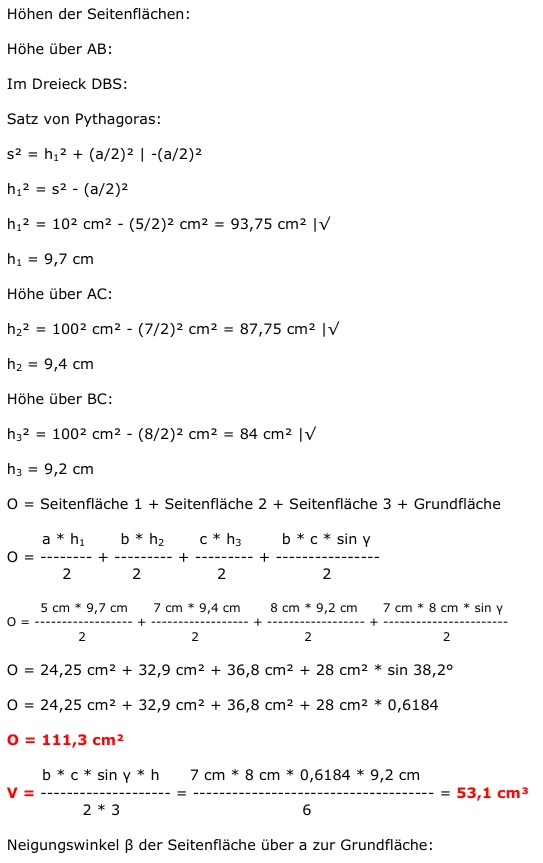 Höhen der Seitenflächen:
Höhe über AB:
Im Dreieck DBS:
Satz von Pythagoras:
s² = h₁² + (a/2)² | -(a/2)²
h₁² = s² - (a/2)²
h₁² = 10² cm² - (5/2)² cm² = 93,75 cm² |√
h₁ = 9,7 cm
Höhe über AC:
h₂² = 100² cm² - (7/2)² cm² = 87,75 cm² |√
h₂ = 9,4 cm
Höhe über BC:
h₃² = 100² cm² - (8/2)² cm² = 84 cm² |√
h₃ = 9,2 cm
O = Seitenfläche 1 + Seitenfläche 2 + Seitenfläche 3 + Grundfläche
a * h₁ b * h₂ c * h₃ b * c * sin γ
O = -------- + --------- + --------- + ----------------
2 2 2 2
5 cm * 9,7 cm 7 cm * 9,4 cm 8 cm * 9,2 cm 7 cm * 8 cm * sin γ
O = ------------------ + ------------------ + ------------------ + -----------------------
2 2 2 2
O = 24,25 cm² + 32,9 cm² + 36,8 cm² + 28 cm² * sin 38,2°
O = 24,25 cm² + 32,9 cm² + 36,8 cm² + 28 cm² * 0,6184
O = 111,3 cm²
b * c * sin γ * h 7 cm * 8 cm * 0,6184 * 9,2 cm
V = -------------------- = ------------------------------------- = 53,1 cm³
2 * 3 6
Neigungswinkel β der Seitenfläche über a zur Grundfläche: